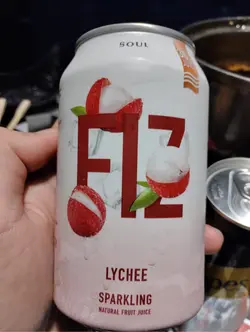 SOUL
FIZ
LYCHEE
SPARKLING
NATURAL FRUIT JUICE